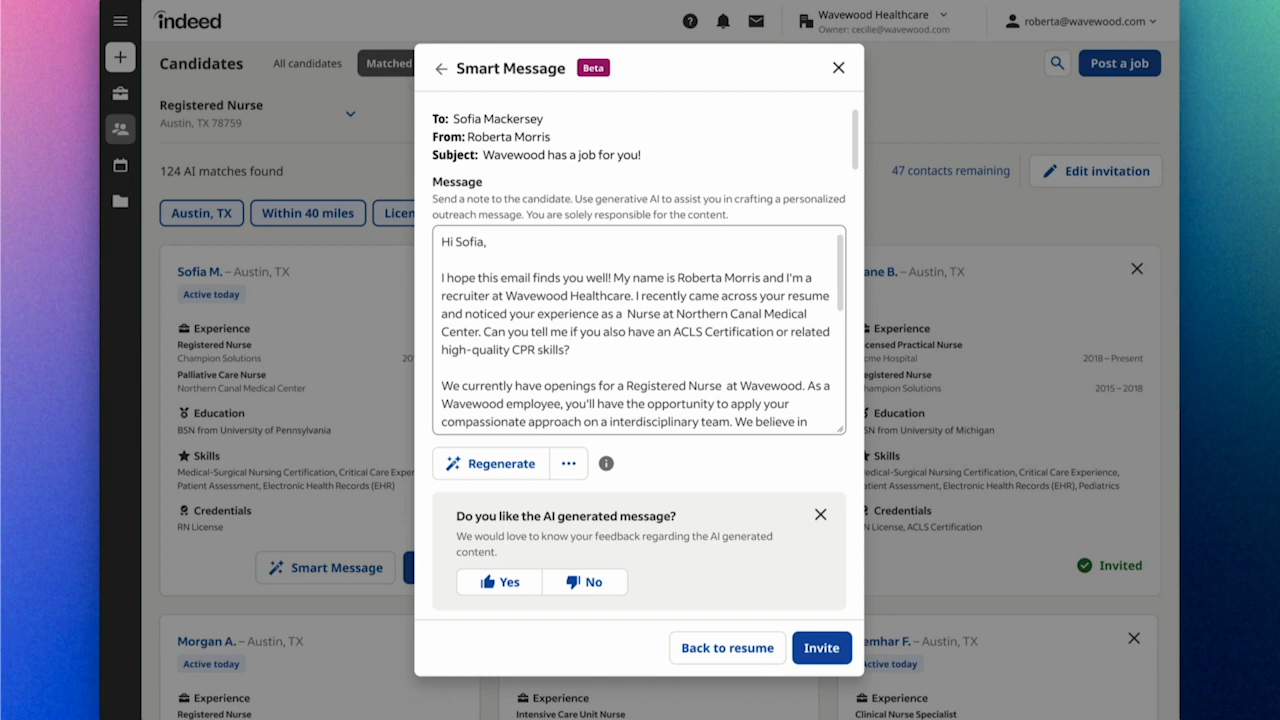 indeed
Wavewood Healthcare
Owner: cecilie@wavewood.com
roberta@wavewood.com
Candidates
All candidates
Matched
Post a job
Registered Nurse
Austin, TX 78759
124 AI matches found
47 contacts remaining
Edit invitation
Austin, TX
Within 40 miles
Licen
Sofia M. – Austin, TX
Active today
Experience
Registered Nurse
Champion Solutions
20
Palliative Care Nurse
Northern Canal Medical Center
Education
BSN from University of Pennsylvania
Skills
Medical-Surgical Nursing Certification, Critical Care Exper
Patient Assessment, Electronic Health Records (EHR)
Credentials
RN License
Smart Message
Smart Message
Beta
To: Sofia Mackersey
From: Roberta Morris
Subject: Wavewood has a job for you!
Message
Send a note to the candidate. Use generative AI to assist you in crafting a personalized
outreach message. You are solely responsible for the content.
Hi Sofia,
I hope this email finds you well! My name is Roberta Morris and I'm a
recruiter at Wavewood Healthcare. I recently came across your resume
and noticed your experience as a Nurse at Northern Canal Medical
Center. Can you tell me if you also have an ACLS Certification or related
high-quality CPR skills?
We currently have openings for a Registered Nurse at Wavewood. As a
Wavewood employee, you'll have the opportunity to apply your
compassionate approach on a interdisciplinary team. We believe in
Regenerate
Do you like the AI generated message?
We would love to know your feedback regarding the AI generated
content.
Yes
No
Back to resume
Invite
ane B. – Austin, TX
Experience
censed Practical Nurse
cme Hospital
2018 – Present
egistered Nurse
hampion Solutions
2015 – 2018
Education
SN from University of Michigan
Skills
edical-Surgical Nursing Certification, Critical Care Experience,
atient Assessment, Electronic Health Records (EHR), Pediatrics
Credentials
N License, ACLS Certification
Invited
Morgan A. – Austin, TX
Active today
Experience
Registered Nurse
Experience
Intensive Care Unit Nurse
emhar F. – Austin, TX
Active today
Experience
Clinical Nurse Specialist